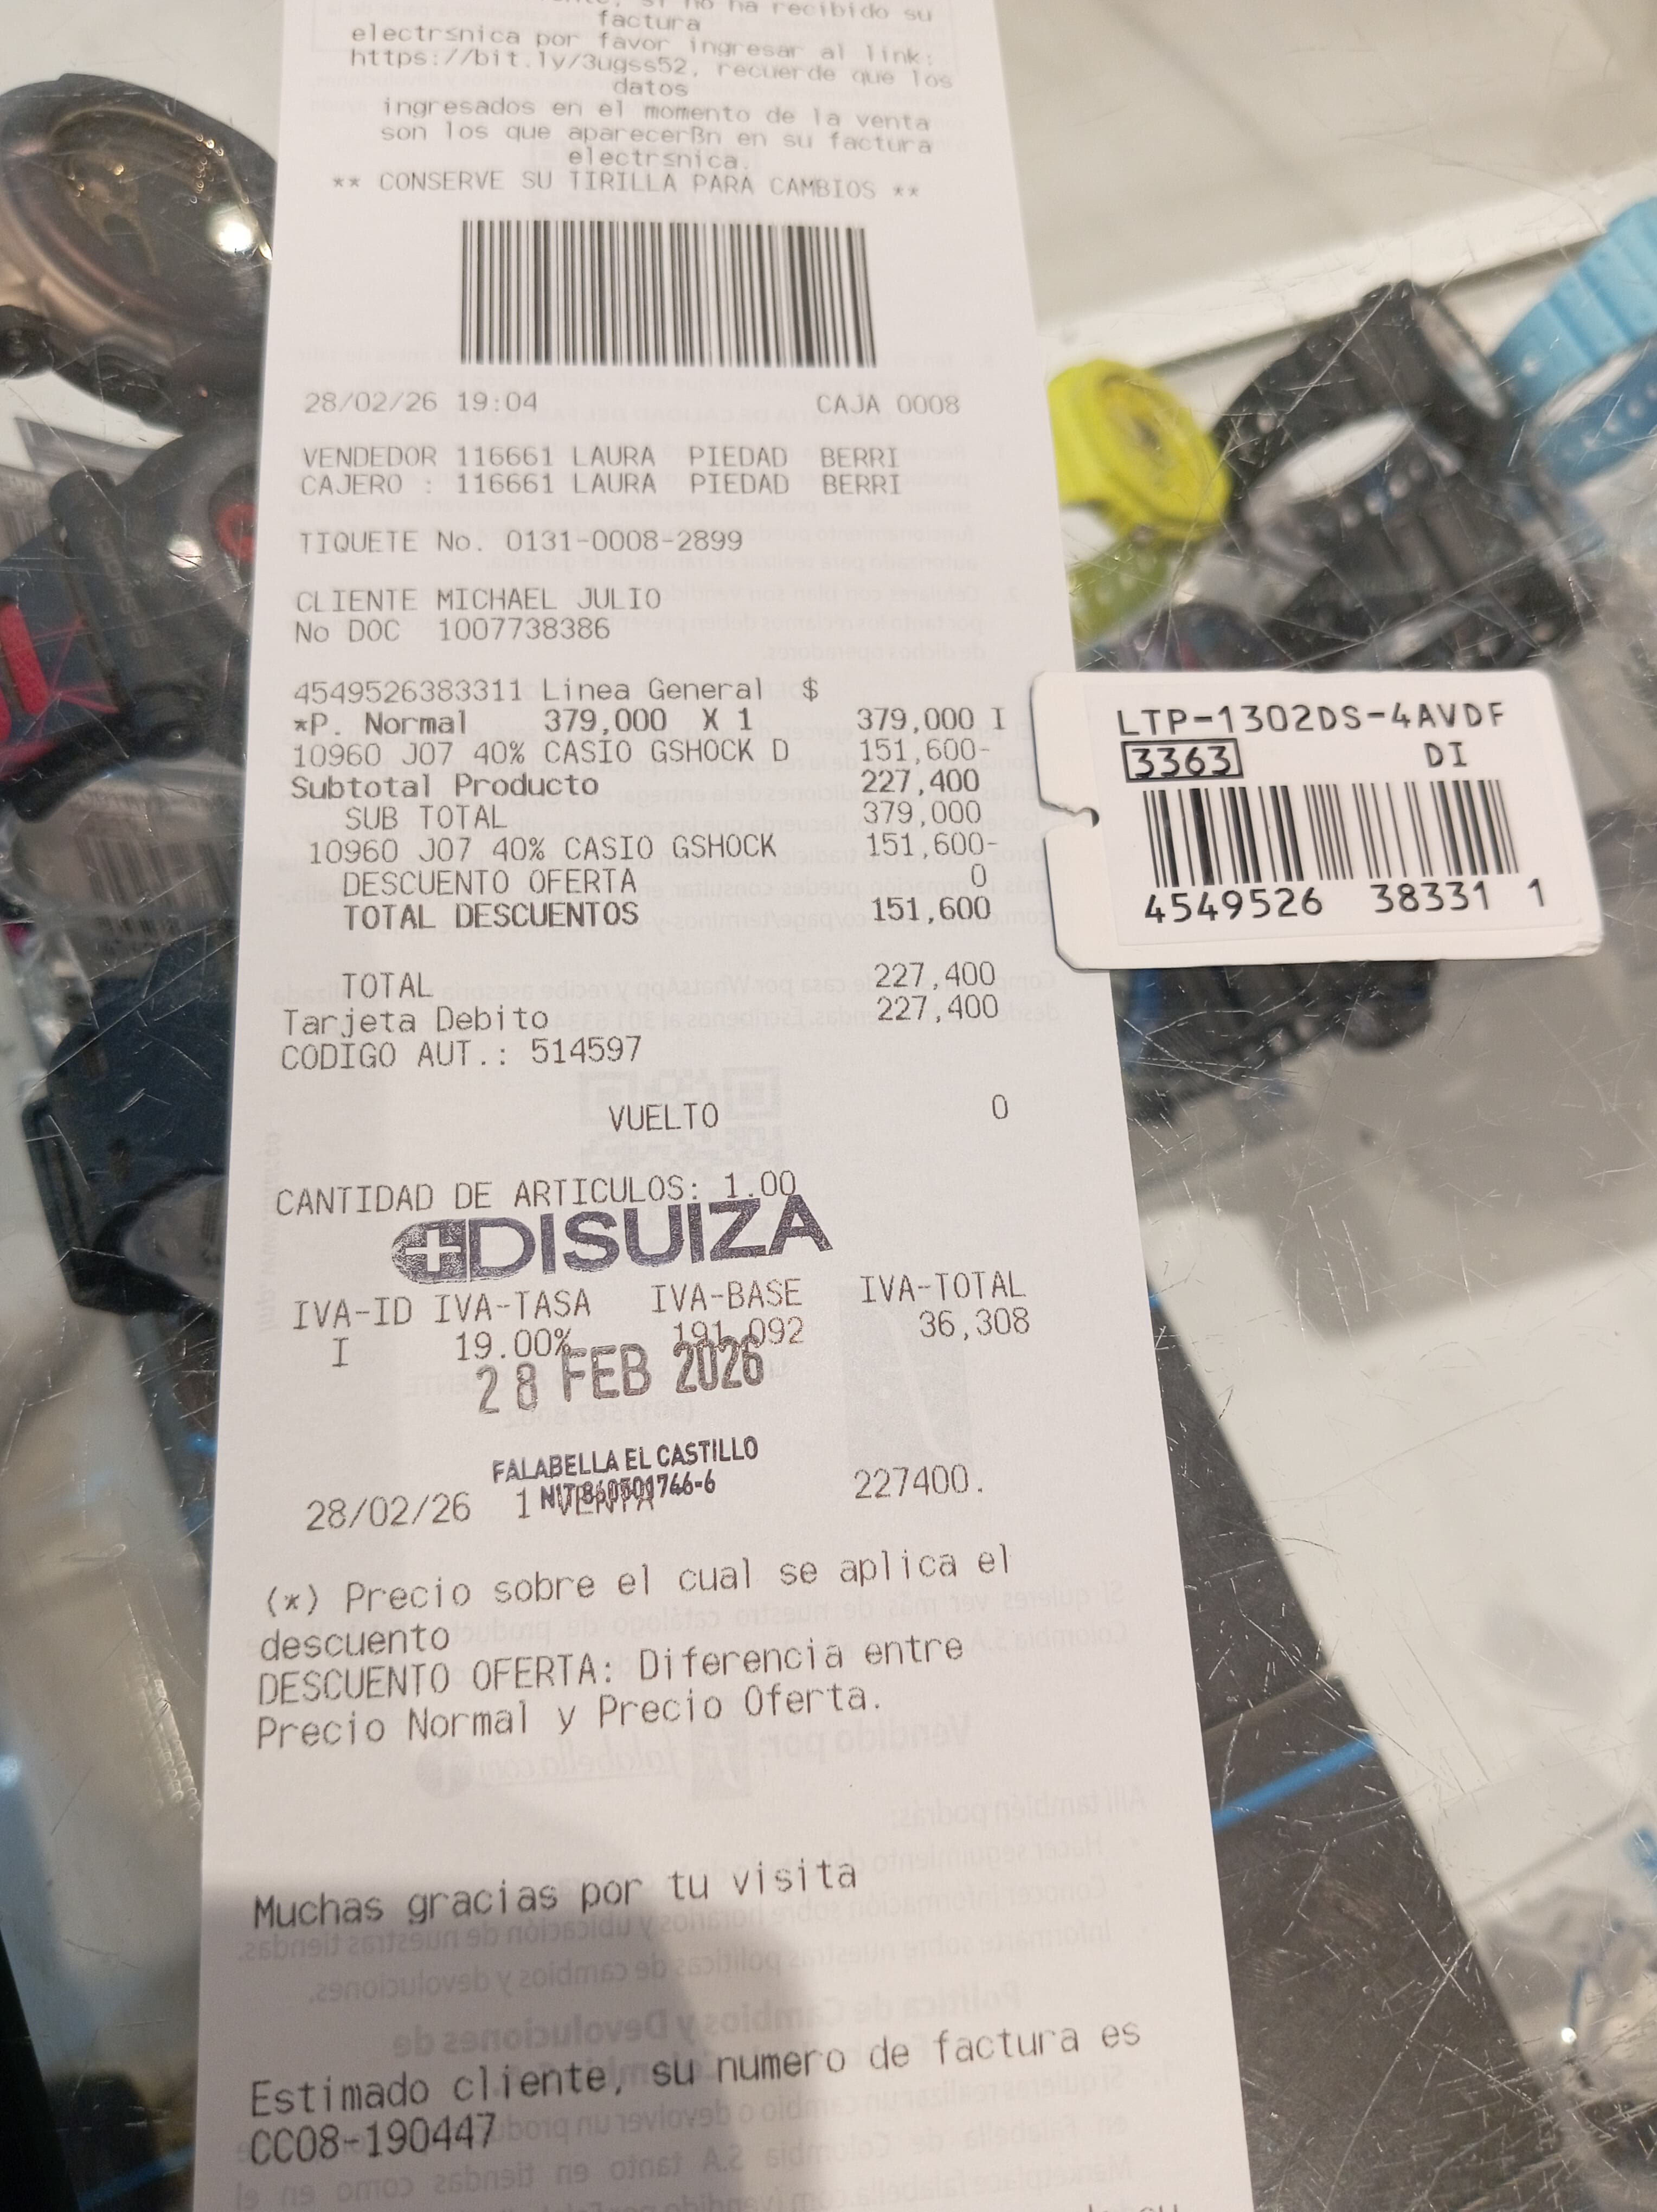 no ha recibido su
factura
electrsnica por favor ingresar al link:
https://bit.ly/3ugss52, recuerde que los
datos
ingresados en el momento de la venta
son los que aparecerßn en su factura
electrsnica.
** CONSERVE SU TIRILLA PARA CAMBIOS **
28/02/26 19:04 CAJA 0008
VENDEDOR 116661 LAURA PIEDAD BERRI
CAJERO : 116661 LAURA PIEDAD BERRI
TIQUETE No. 0131-0008-2899
CLIENTE MICHAEL JULIO
No DOC 1007738386
4549526383311 Linea General $
*P. Normal 379,000 X 1 379,000 I
10960 J07 40% CASIO GSHOCK D 151,600-
Subtotal Producto 227,400
SUB TOTAL 379,000
10960 J07 40% CASIO GSHOCK 151,600-
DESCUENTO OFERTA 0
TOTAL DESCUENTOS 151,600
TOTAL 227,400
Tarjeta Debito 227,400
CODIGO AUT.: 514597
VUELTO 0
CANTIDAD DE ARTICULOS: 1.00
DISUIZA
IVA-ID IVA-TASA IVA-BASE IVA-TOTAL
I 19.00% 191,092 36,308
28 FEB 2026
FALABELLA EL CASTILLO
NIT 860501766-6
28/02/26 1 VENTA 227400.
(*) Precio sobre el cual se aplica el
descuento
DESCUENTO OFERTA: Diferencia entre
Precio Normal y Precio Oferta.
Muchas gracias por tu visita
Estimado cliente, su numero de factura es
CC08-190447
LTP-1302DS-4AVDF
3363 DI
4549526 38331 1